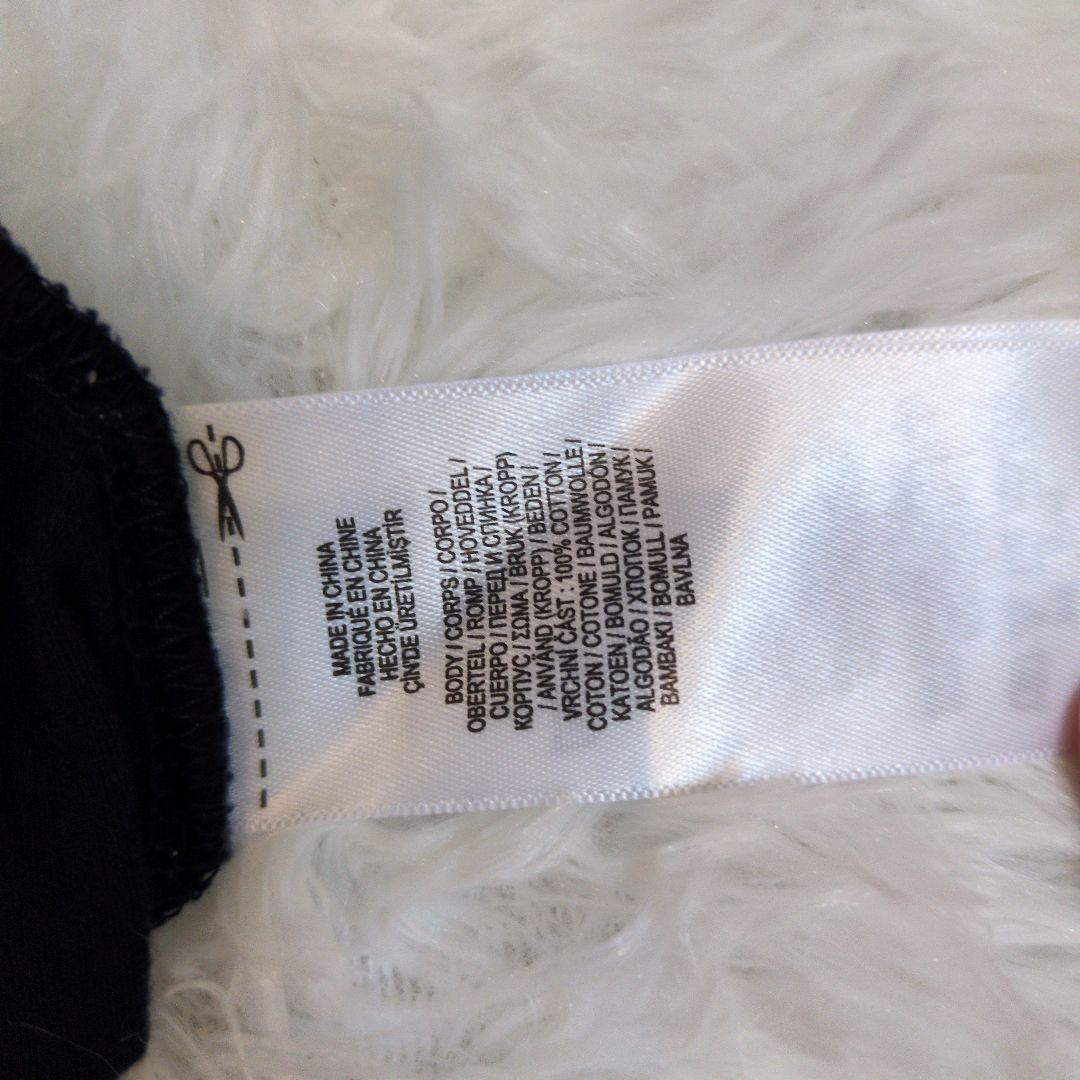 MADE IN CHINA
FABRIQUÉ EN CHINE
HECHO EN CHINA
ÇİN'DE ÜRETİLMİŞTİR
BODY / CORPS / CORPO /
OBERTEIL / ROMP / HOVEDDEL /
CUERPO / ПЕРЕД И СПИНКА /
КОРПУС / ΣΩΜΑ / BRUK (KROPP)
/ ANVÄND (KROPP) / BEDEN /
VRCHNÍ ČÁST : 100% COTTON /
COTON / COTONE / BAUMWOLLE /
KATOEN / BOMULD / ALGODÓN /
ALGODÃO / ХЛОПОК / ПАМУК /
BAMBAKI / BOMULL / PAMUK /
BAVLNA